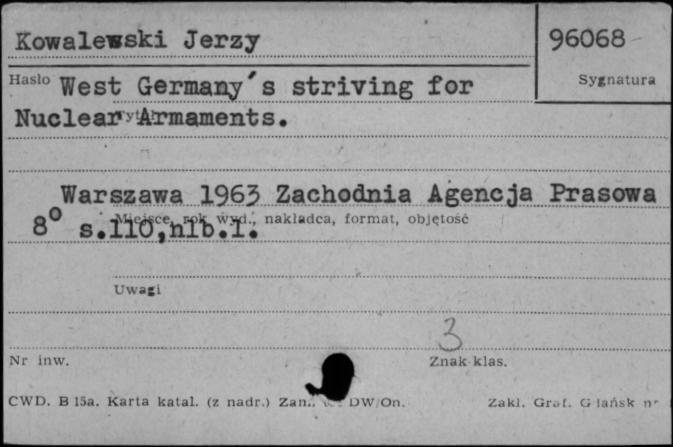 Kowalewski Jerzy
96068
Hasło
Sygnatura
West Germany´s striving for
Nuclear Armaments.
Warszawa 1963 Zachodnia Agencja Prasowa
Miejsce, rok wyd., nakładca, format, objętość
8° s.110,nlb.1.
Uwagi
3
Nr inw.
Znak klas.
CWD. B 15a. Karta katal. (z nadr.) Zam. DW/On.
Zakł. Graf. Gdańsk nr